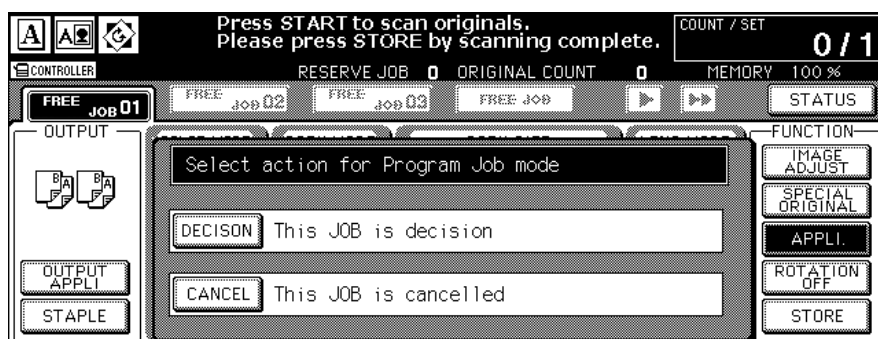 Press START to scan originals.
Please press STORE by scanning complete.
COUNT / SET
0 / 1
A A
CONTROLLER
RESERVE JOB 0 ORIGINAL COUNT 0 MEMORY 100 %
FREE JOB 01
FREE JOB 02
FREE JOB 03
FREE JOB
STATUS
OUTPUT
FUNCTION
Select action for Program Job mode
IMAGE
ADJUST
B A B A
SPECIAL
ORIGINAL
DECISON This JOB is decision
APPLI.
OUTPUT
APPLI
CANCEL This JOB is cancelled
ROTATION
OFF
STAPLE
STORE